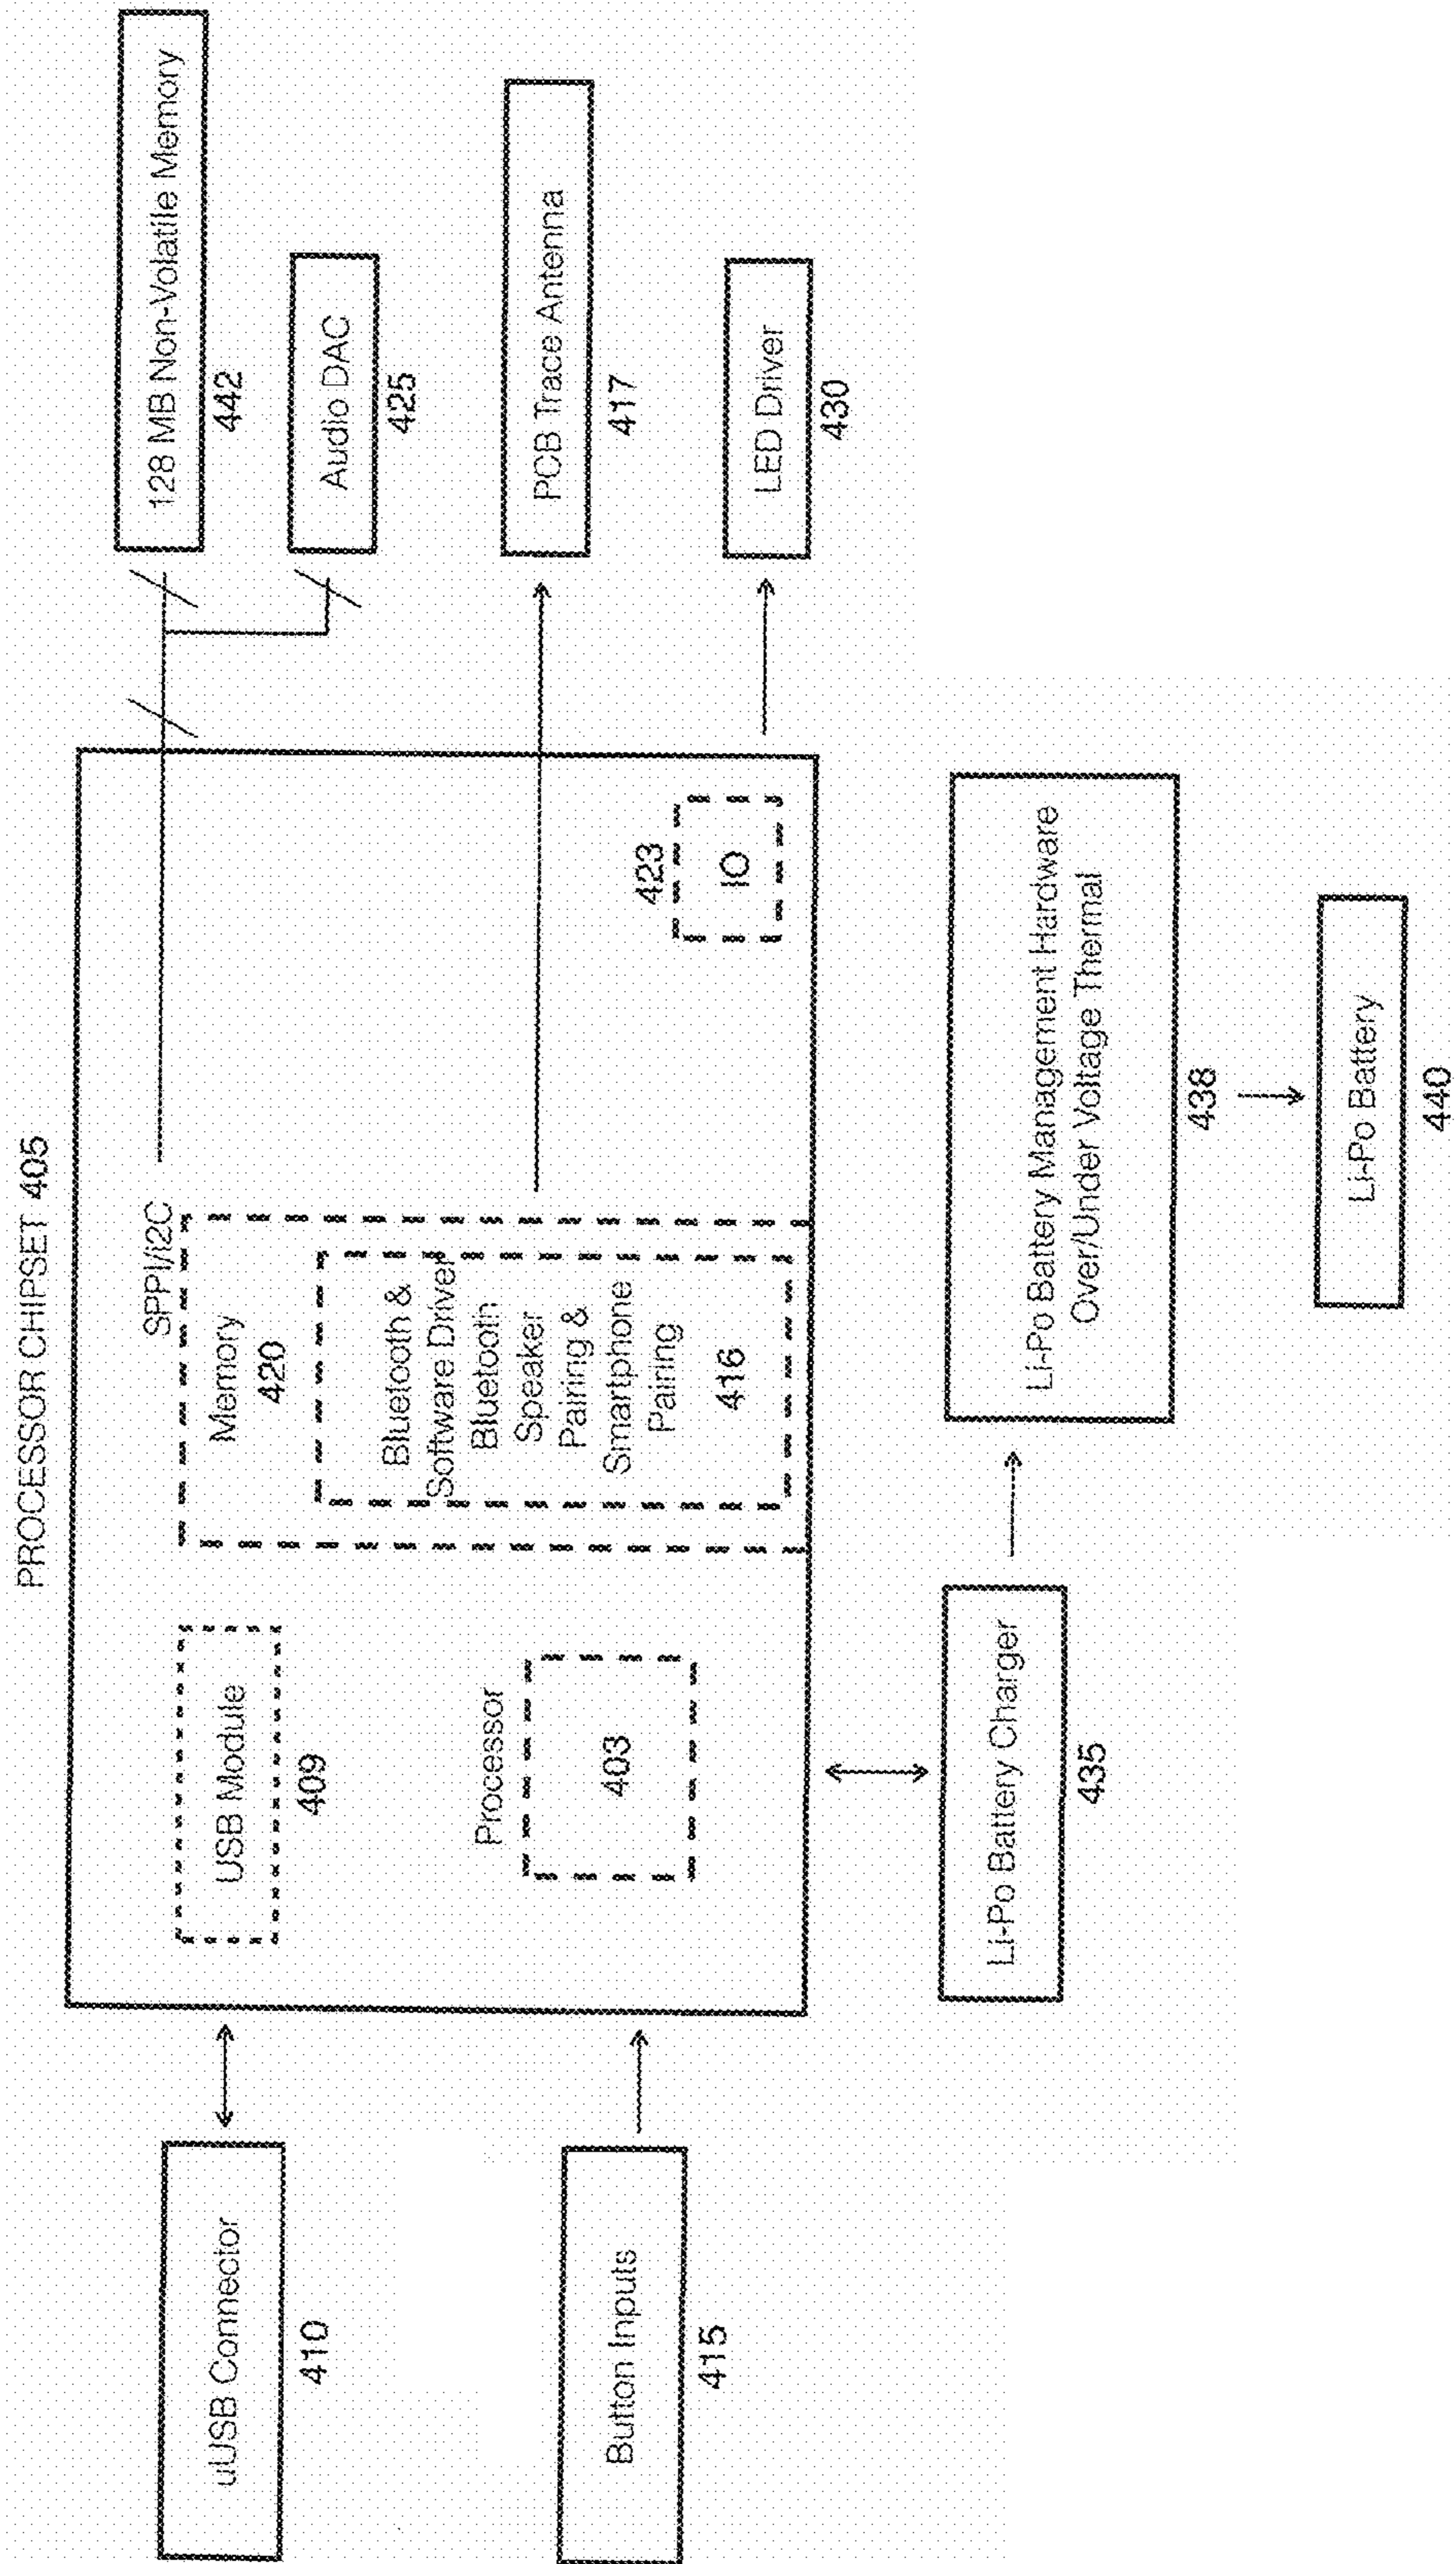 PROCESSOR CHIPSET 405
uUSB Connector
410
Button Inputs
415
USB Module
409
Processor
403
SPPI/i2C
Memory
420
Bluetooth &
Software Driver
Bluetooth
Speaker
Pairing &
Smartphone
Pairing
416
423
IO
128 MB Non-Volatile Memory
442
Audio DAC
425
PCB Trace Antenna
417
LED Driver
430
Li-Po Battery Charger
435
Li-Po Battery Management Hardware
Over/Under Voltage Thermal
438
Li-Po Battery
440